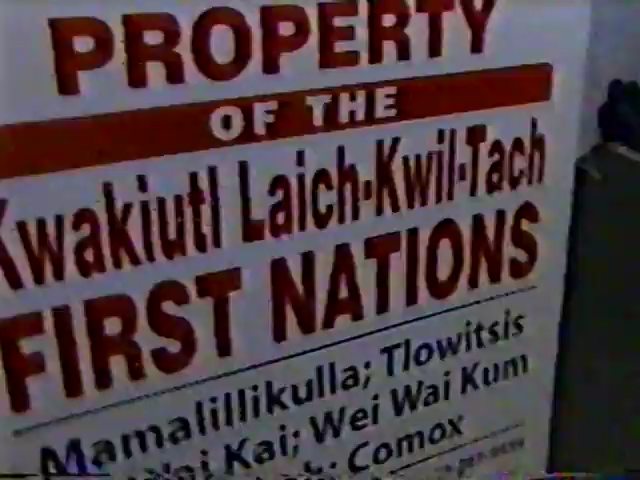 PROPERTY
OF THE
Kwakiutl Laich-Kwil-Tach
FIRST NATIONS
Mamalillikulla; Tlowitsis
Kai; Wei Wai Kum
Comox